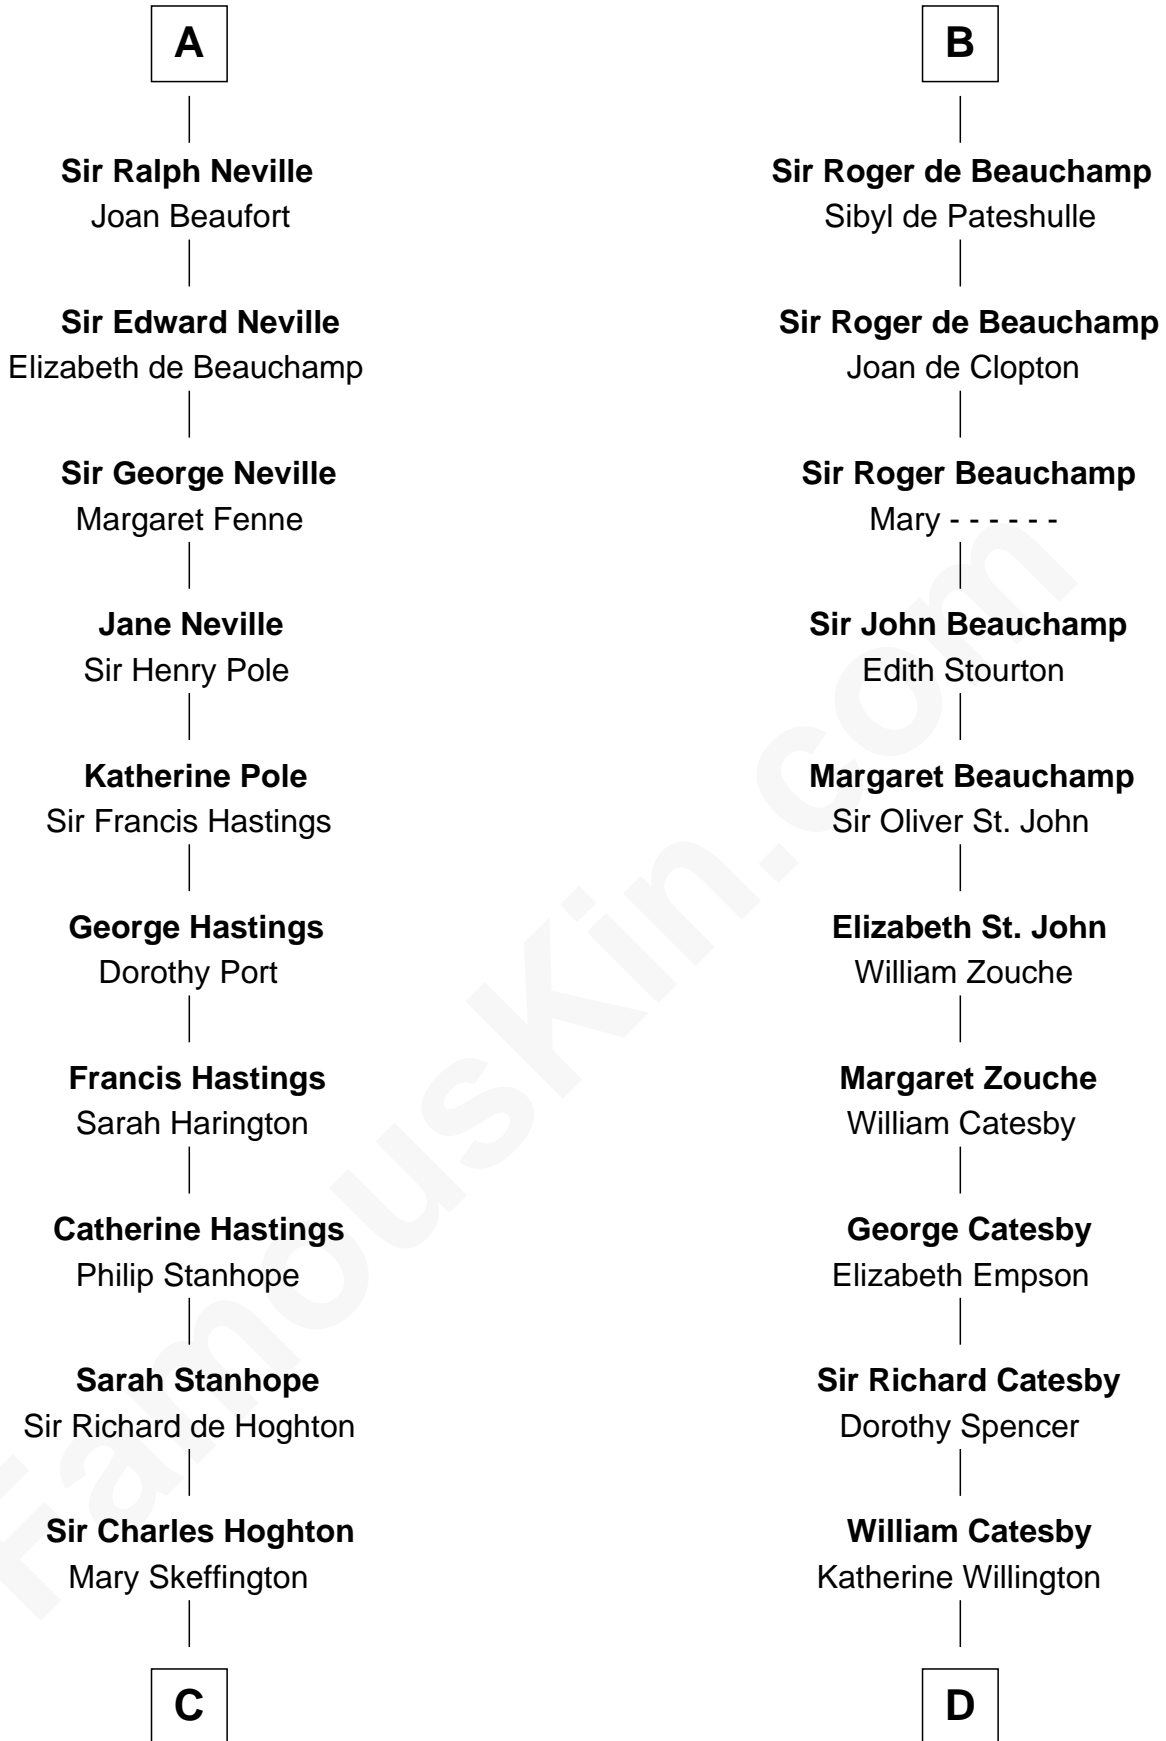 A
Sir Ralph Neville
Joan Beaufort
Sir Edward Neville
Elizabeth de Beauchamp
Sir George Neville
Margaret Fenne
Jane Neville
Sir Henry Pole
Katherine Pole
Sir Francis Hastings
George Hastings
Dorothy Port
Francis Hastings
Sarah Harington
Catherine Hastings
Philip Stanhope
Sarah Stanhope
Sir Richard de Hoghton
Sir Charles Hoghton
Mary Skeffington
C
B
Sir Roger de Beauchamp
Sibyl de Pateshulle
Sir Roger de Beauchamp
Joan de Clopton
Sir Roger Beauchamp
Mary - - - - - -
Sir John Beauchamp
Edith Stourton
Margaret Beauchamp
Sir Oliver St. John
Elizabeth St. John
William Zouche
Margaret Zouche
William Catesby
George Catesby
Elizabeth Empson
Sir Richard Catesby
Dorothy Spencer
William Catesby
Katherine Willington
D
FamousKin.com